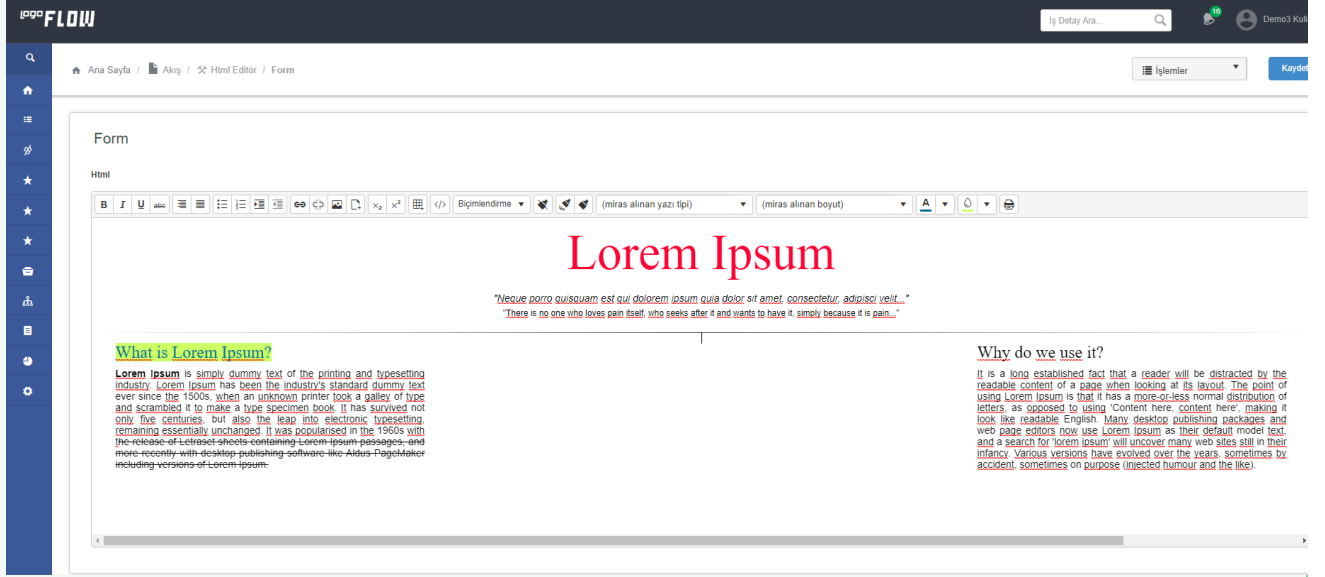 logo FLOW
İş Detay Ara...
16
Demo3 Kull
Ana Sayfa / Akış / Html Editör / Form
İşlemler
Kaydet
Form
Html
B I U abc
x₂ x²
</>
Biçimlendirme
(miras alınan yazı tipi)
(miras alınan boyut)
A
Lorem Ipsum
"Neque porro quisquam est qui dolorem ipsum quia dolor sit amet, consectetur, adipisci velit..."
"There is no one who loves pain itself, who seeks after it and wants to have it, simply because it is pain..."
What is Lorem Ipsum?
Lorem Ipsum is simply dummy text of the printing and typesetting
industry. Lorem Ipsum has been the industry's standard dummy text
ever since the 1500s, when an unknown printer took a galley of type
and scrambled it to make a type specimen book. It has survived not
only five centuries, but also the leap into electronic typesetting,
remaining essentially unchanged. It was popularised in the 1960s with
the release of Letraset sheets containing Lorem Ipsum passages, and
more recently with desktop publishing software like Aldus PageMaker
including versions of Lorem Ipsum.
Why do we use it?
It is a long established fact that a reader will be distracted by the
readable content of a page when looking at its layout. The point of
using Lorem Ipsum is that it has a more-or-less normal distribution of
letters, as opposed to using 'Content here, content here', making it
look like readable English. Many desktop publishing packages and
web page editors now use Lorem Ipsum as their default model text,
and a search for 'lorem ipsum' will uncover many web sites still in their
infancy. Various versions have evolved over the years, sometimes by
accident, sometimes on purpose (injected humour and the like).